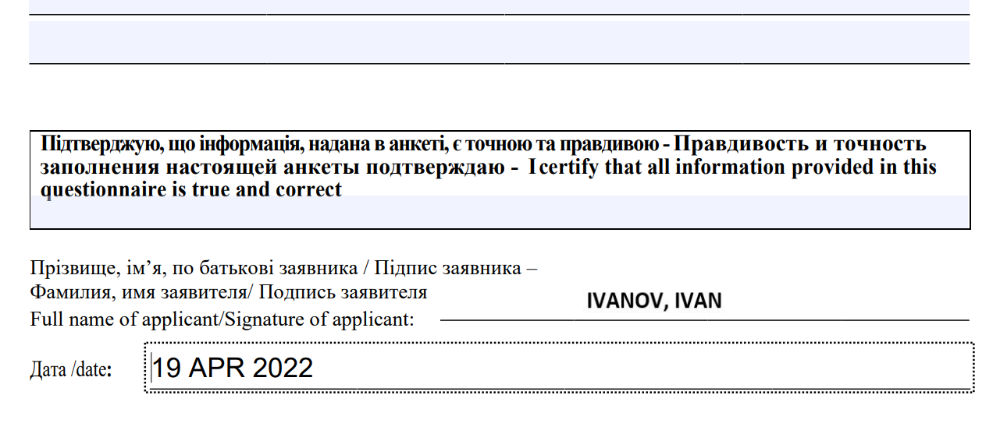 Підтверджую, що інформація, надана в анкеті, є точною та правдивою - Правдивость и точность
заполнения настоящей анкеты подтверждаю - I certify that all information provided in this
questionnaire is true and correct
Прізвище, ім’я, по батькові заявника / Підпис заявника –
Фамилия, имя заявителя/ Подпись заявителя
IVANOV, IVAN
Full name of applicant/Signature of applicant:
Дата /date: 19 APR 2022